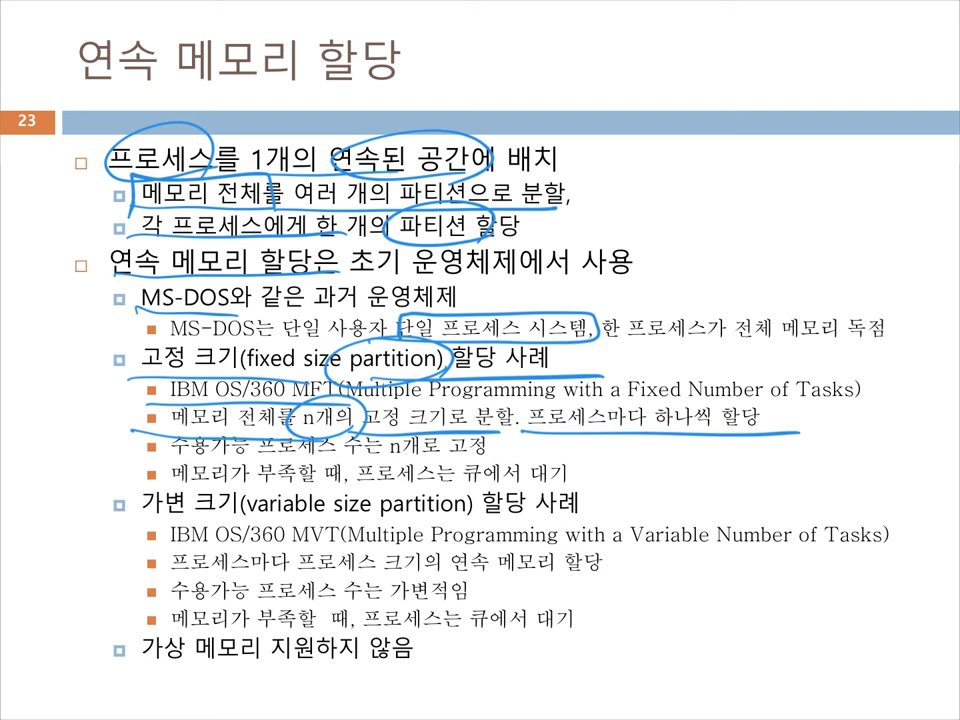 연속 메모리 할당
23
프로세스를 1개의 연속된 공간에 배치
메모리 전체를 여러 개의 파티션으로 분할,
각 프로세스에게 한 개의 파티션 할당
연속 메모리 할당은 초기 운영체제에서 사용
MS-DOS와 같은 과거 운영체제
MS-DOS는 단일 사용자 단일 프로세스 시스템, 한 프로세스가 전체 메모리 독점
고정 크기(fixed size partition) 할당 사례
IBM OS/360 MFT(Multiple Programming with a Fixed Number of Tasks)
메모리 전체를 n개의 고정 크기로 분할. 프로세스마다 하나씩 할당
수용가능 프로세스 수는 n개로 고정
메모리가 부족할 때, 프로세스는 큐에서 대기
가변 크기(variable size partition) 할당 사례
IBM OS/360 MVT(Multiple Programming with a Variable Number of Tasks)
프로세스마다 프로세스 크기의 연속 메모리 할당
수용가능 프로세스 수는 가변적임
메모리가 부족할 때, 프로세스는 큐에서 대기
가상 메모리 지원하지 않음